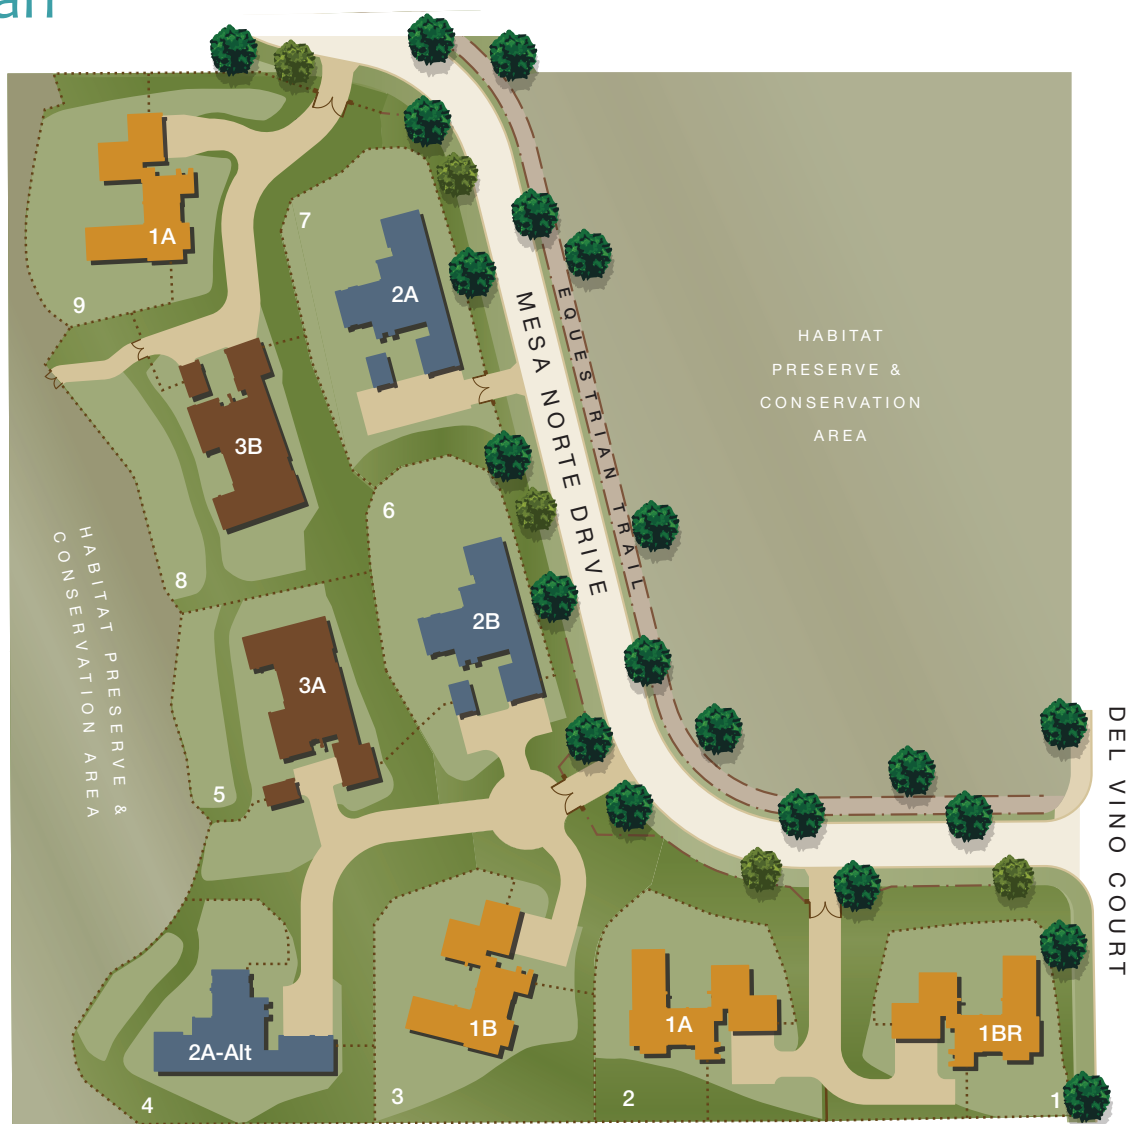 an
7
1A
2A
9
MESA NORTE DRIVE
EQUESTRIAN TRAIL
HABITAT
PRESERVE &
CONSERVATION
AREA
3B
6
HABITAT PRESERVE &
CONSERVATION AREA
8
2B
3A
5
DEL VINO COURT
1B
1A
1BR
2A-Alt
4
3
2
1